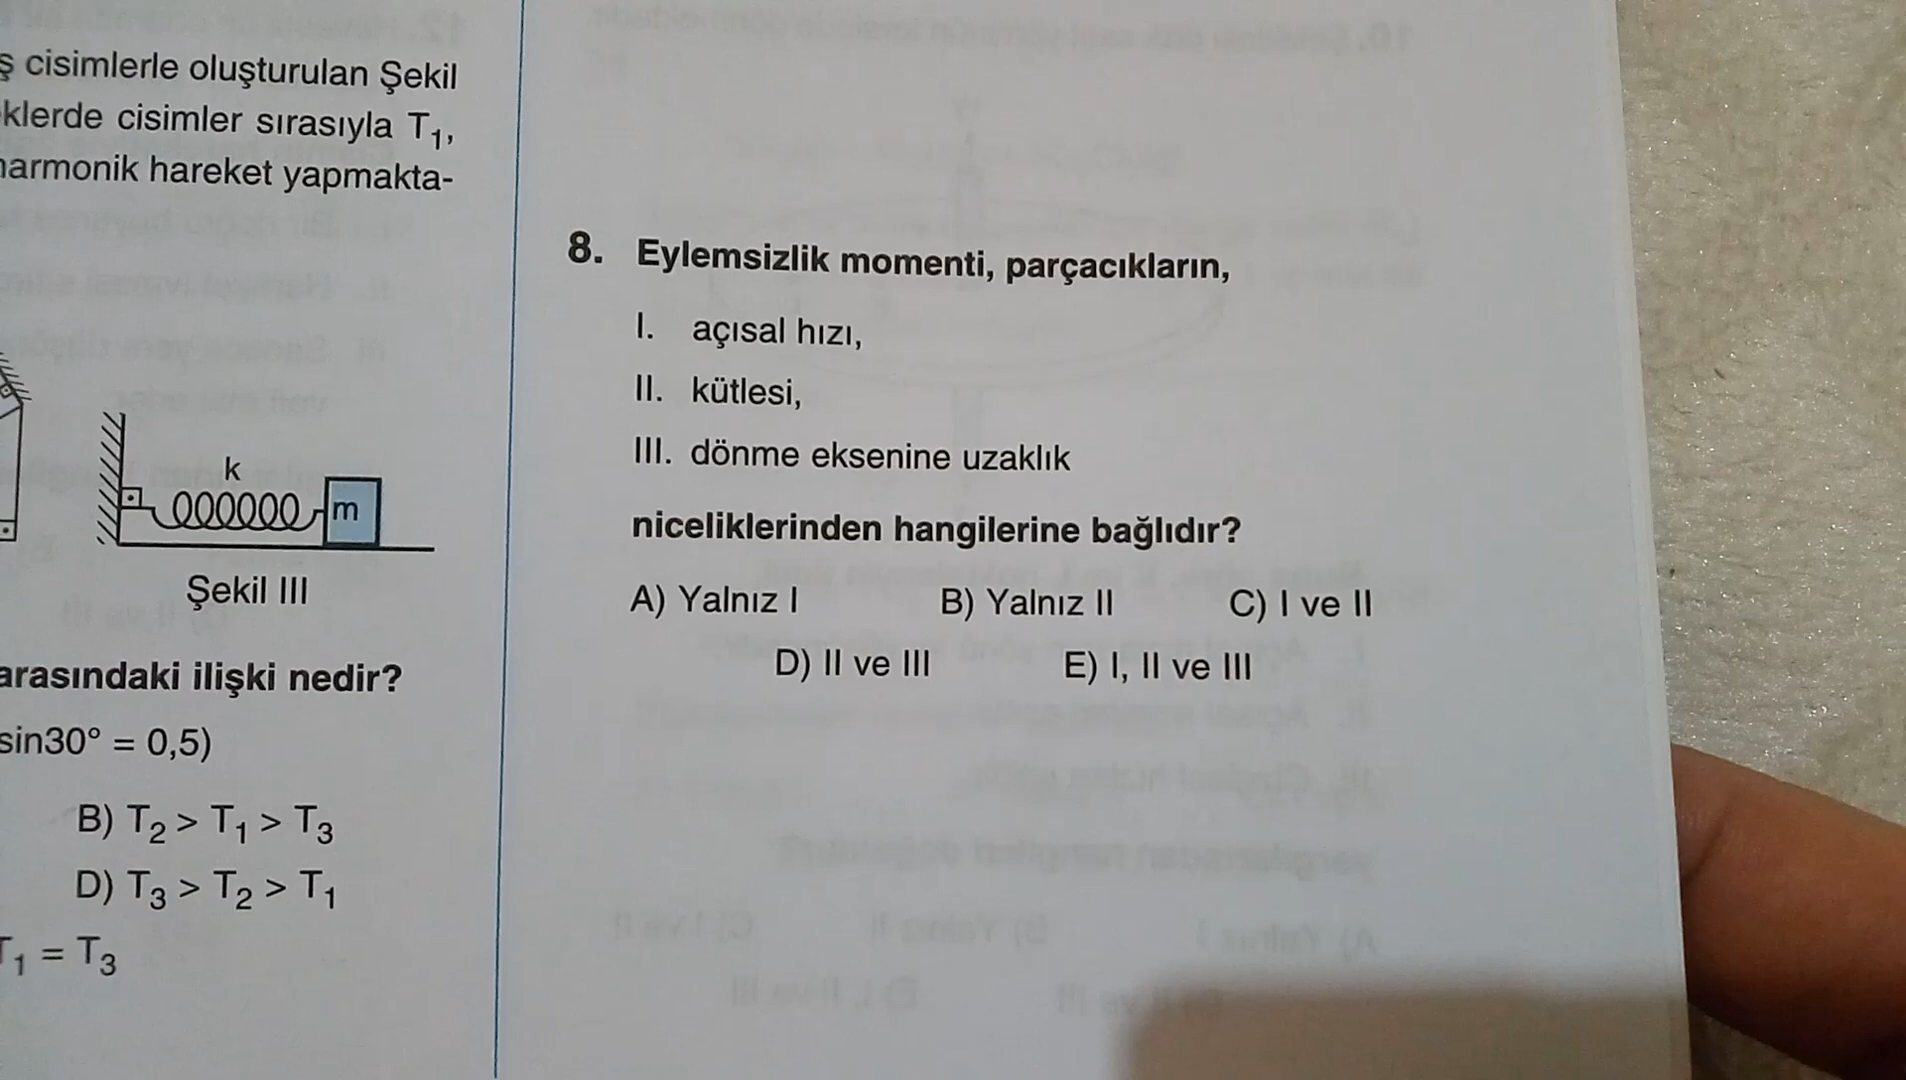 ş cisimlerle oluşturulan Şekil
klerde cisimler sırasıyla T₁,
harmonik hareket yapmakta-
k
m
Şekil III
arasındaki ilişki nedir?
sin30° = 0,5)
B) T₂ > T₁ > T₃
D) T₃ > T₂ > T₁
T₁ = T₃
8. Eylemsizlik momenti, parçacıkların,
I. açısal hızı,
II. kütlesi,
III. dönme eksenine uzaklık
niceliklerinden hangilerine bağlıdır?
A) Yalnız I B) Yalnız II C) I ve II
D) II ve III E) I, II ve III